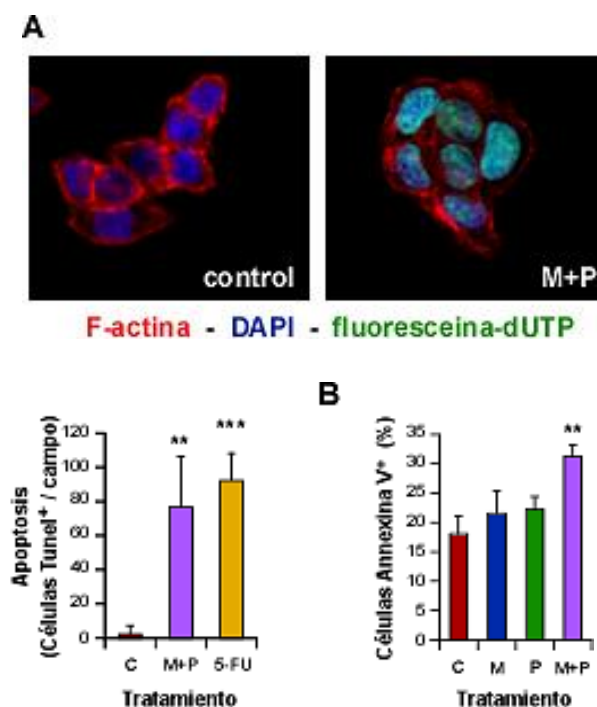 A
control
M+P
F-actina - DAPI - fluoresceina-dUTP
Apoptosis
(Células Tunel⁺ / campo)
120
100
80
60
40
20
0
** ***
C M+P 5-FU
Tratamiento
B
Células Annexina V⁺ (%)
35
30
25
20
15
10
5
0
**
C M P M+P
Tratamiento